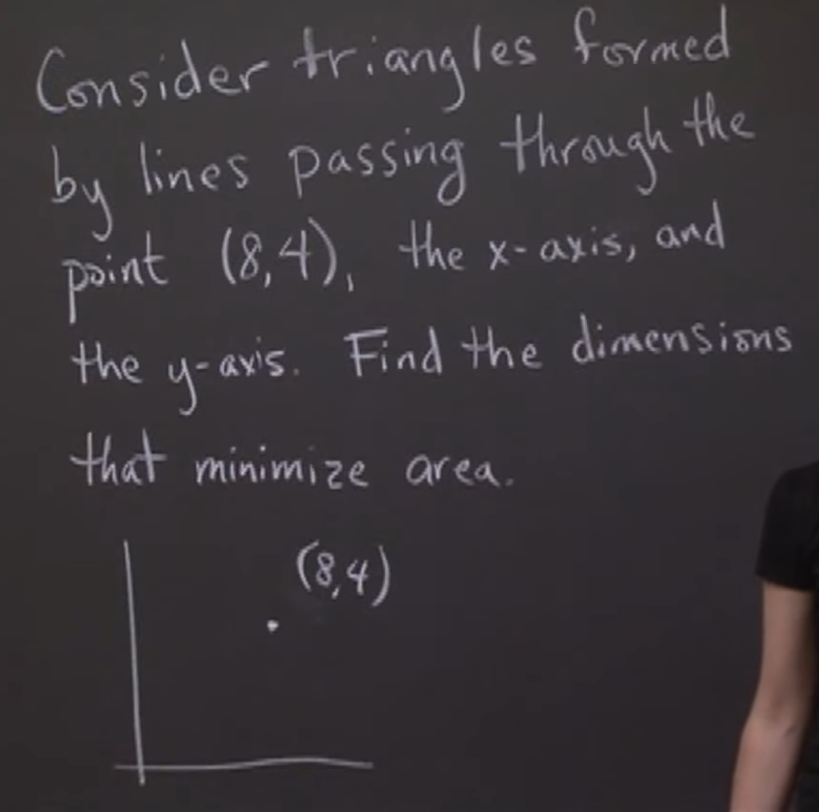 Consider triangles formed
by lines passing through the
point (8,4), the x-axis, and
the y-axis. Find the dimensions
that minimize area.
(8,4)